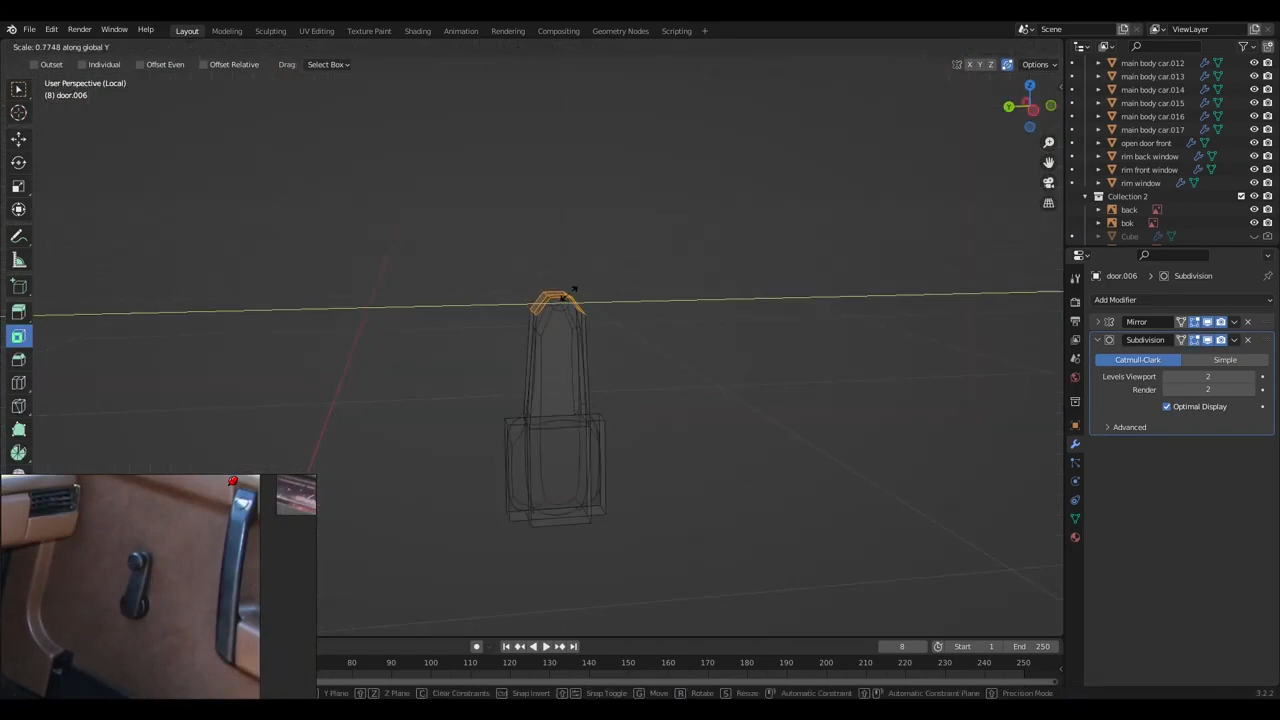 File Edit Render Window Help Layout Modeling Sculpting UV Editing Texture Paint Shading Animation Rendering Compositing Geometry Nodes Scripting + Scene ViewLayer
Scale: 0.7748 along global Y
Outset Individual Offset Even Offset Relative Drag: Select Box X Y Z Options
User Perspective (Local)
(8) door.006
Z
Y
main body car.012
main body car.013
main body car.014
main body car.015
main body car.016
main body car.017
open door front
rim back window
rim front window
rim window
Collection 2
back
bok
Cube
door.006 > Subdivision
Add Modifier
Mirror
Subdivision
Catmull-Clark Simple
Levels Viewport 2
Render 2
Optimal Display
Advanced
8 Start 1 End 250
80 90 100 110 120 130 140 150 160 170 180 190 200 210 220 230 240 250
Y Plane Z Z Plane C Clear Constraints Snap Invert Snap Toggle G Move R Rotate S Resize Automatic Constraint Automatic Constraint Plane Precision Mode
3.2.2